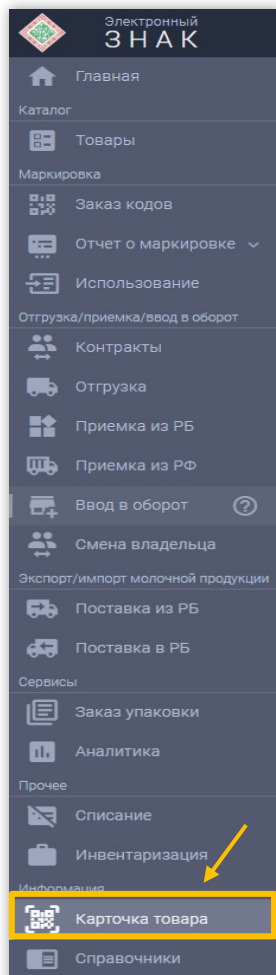 Электронный
ЗНАК
Главная
Каталог
Товары
Маркировка
Заказ кодов
Отчет о маркировке
Использование
Отгрузка/приемка/ввод в оборот
Контракты
Отгрузка
Приемка из РБ
Приемка из РФ
Ввод в оборот ?
Смена владельца
Экспорт/импорт молочной продукции
Поставка из РБ
Поставка в РБ
Сервисы
Заказ упаковки
Аналитика
Прочее
Списание
Инвентаризация
Информация
Карточка товара
Справочники